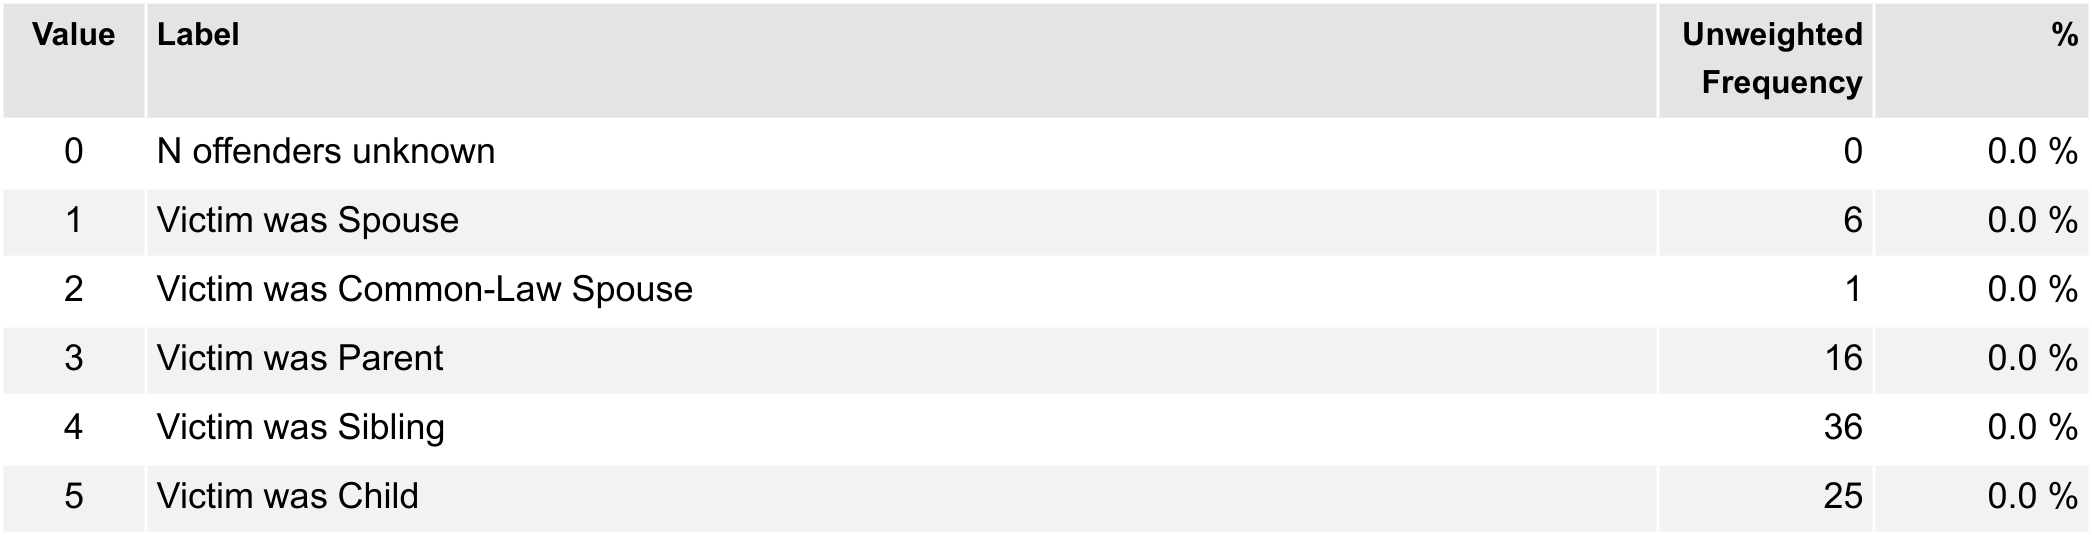 Value Label Unweighted Frequency %
0 N offenders unknown 0 0.0 %
1 Victim was Spouse 6 0.0 %
2 Victim was Common-Law Spouse 1 0.0 %
3 Victim was Parent 16 0.0 %
4 Victim was Sibling 36 0.0 %
5 Victim was Child 25 0.0 %